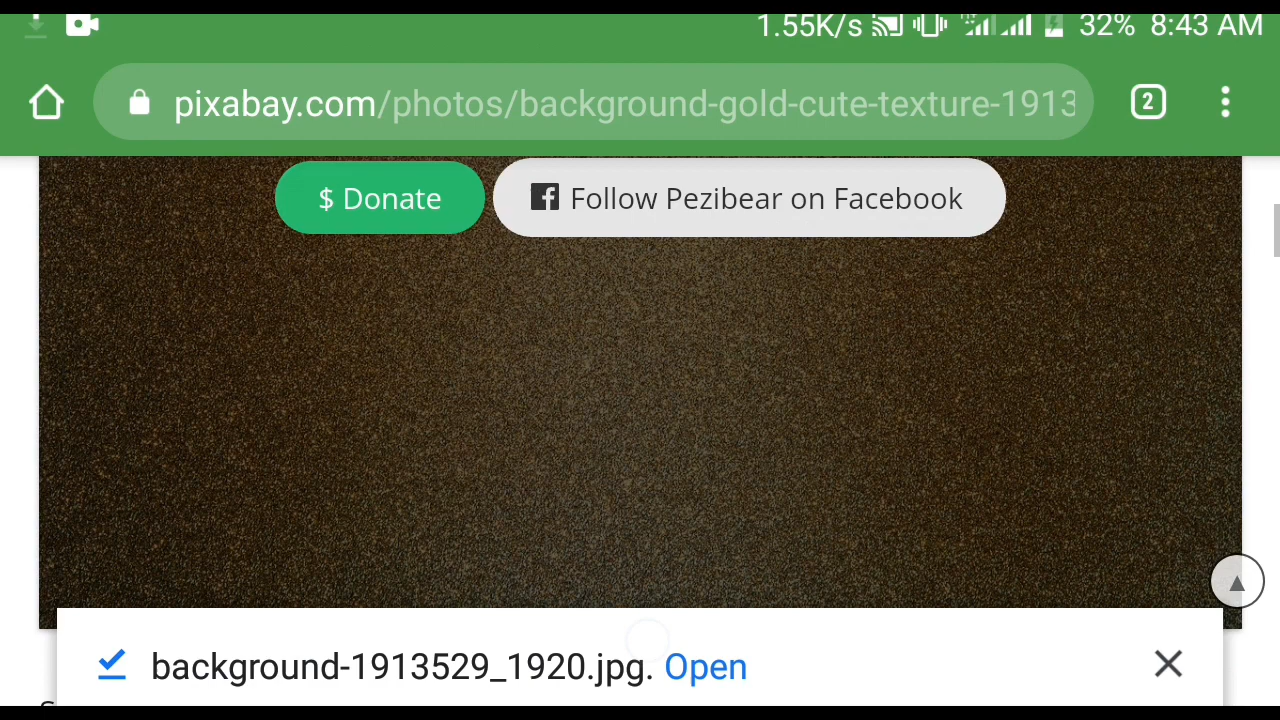 1.55K/s 32% 8:43 AM
pixabay.com/photos/background-gold-cute-texture-1913
2
$ Donate
Follow Pezibear on Facebook
background-1913529_1920.jpg. Open